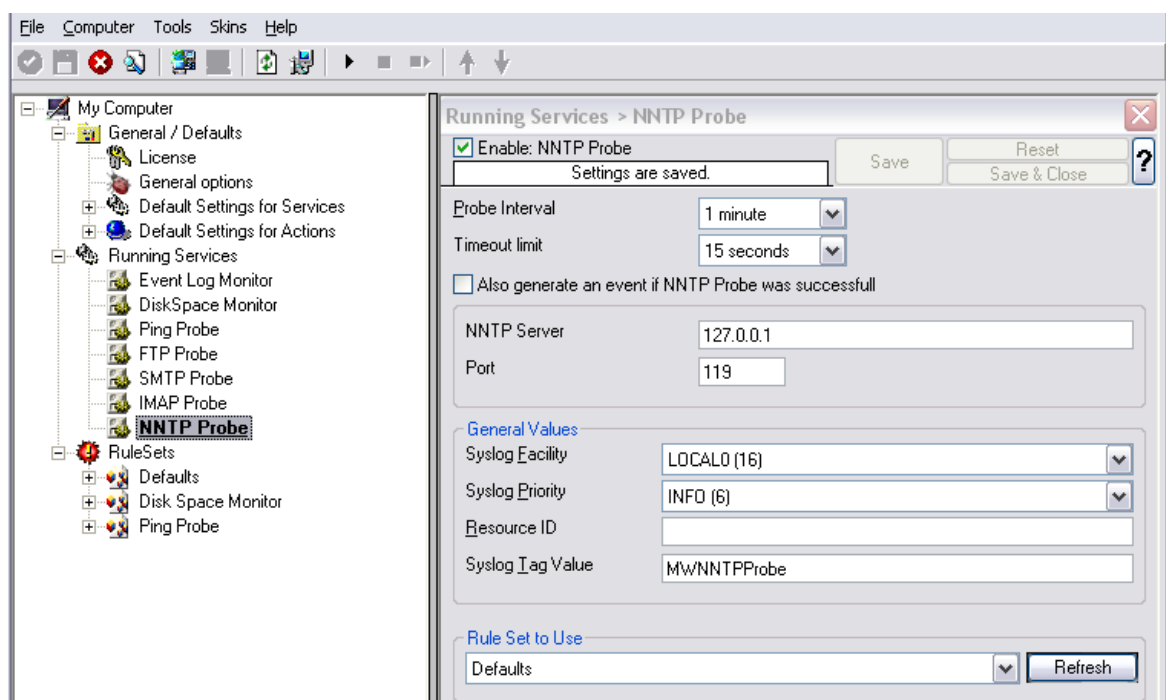 File Computer Tools Skins Help
My Computer
General / Defaults
License
General options
Default Settings for Services
Default Settings for Actions
Running Services
Event Log Monitor
DiskSpace Monitor
Ping Probe
FTP Probe
SMTP Probe
IMAP Probe
NNTP Probe
RuleSets
Defaults
Disk Space Monitor
Ping Probe
Running Services > NNTP Probe
Enable: NNTP Probe
Settings are saved.
Save
Reset
Save & Close
?
Probe Interval
1 minute
Timeout limit
15 seconds
Also generate an event if NNTP Probe was successfull
NNTP Server
127.0.0.1
Port
119
General Values
Syslog Facility
LOCAL0 (16)
Syslog Priority
INFO (6)
Resource ID
Syslog Tag Value
MWNNTPProbe
Rule Set to Use
Defaults
Refresh